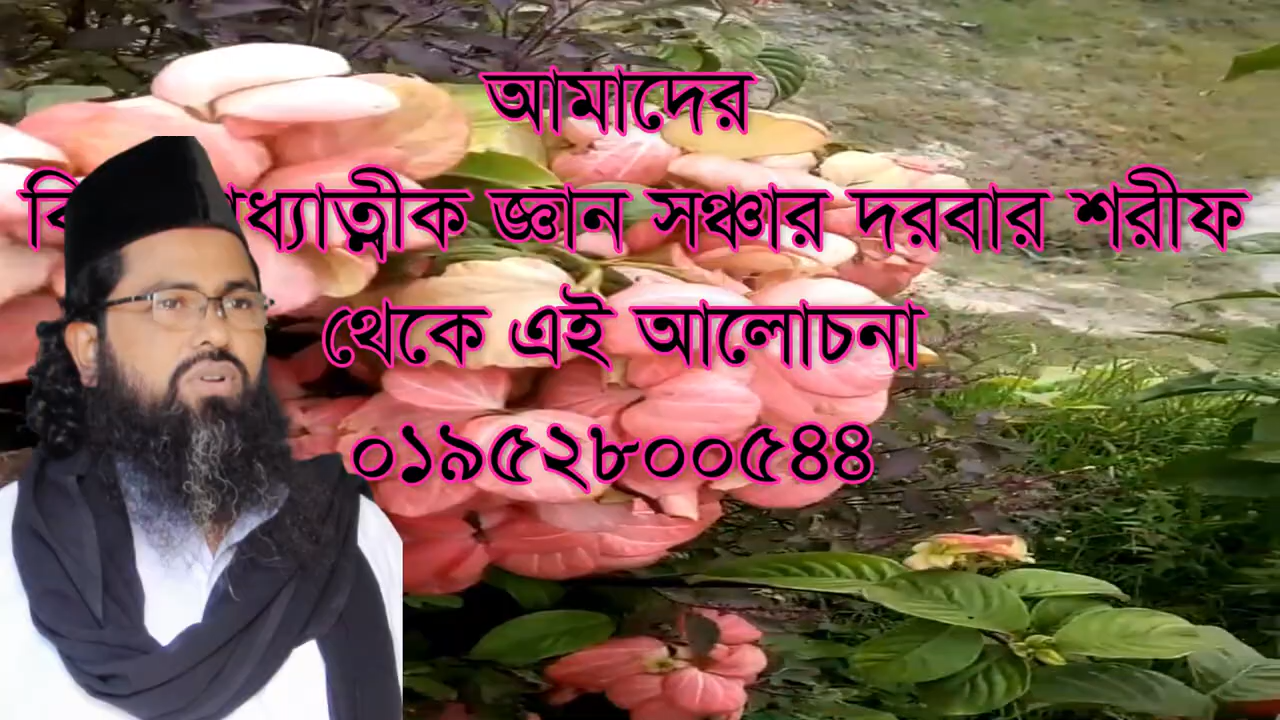 আমাদের
জ্ঞান সঞ্চার দরবার শরীফ
থেকে এই আলোচনা
০১৯৫২৮০০৫৪৪